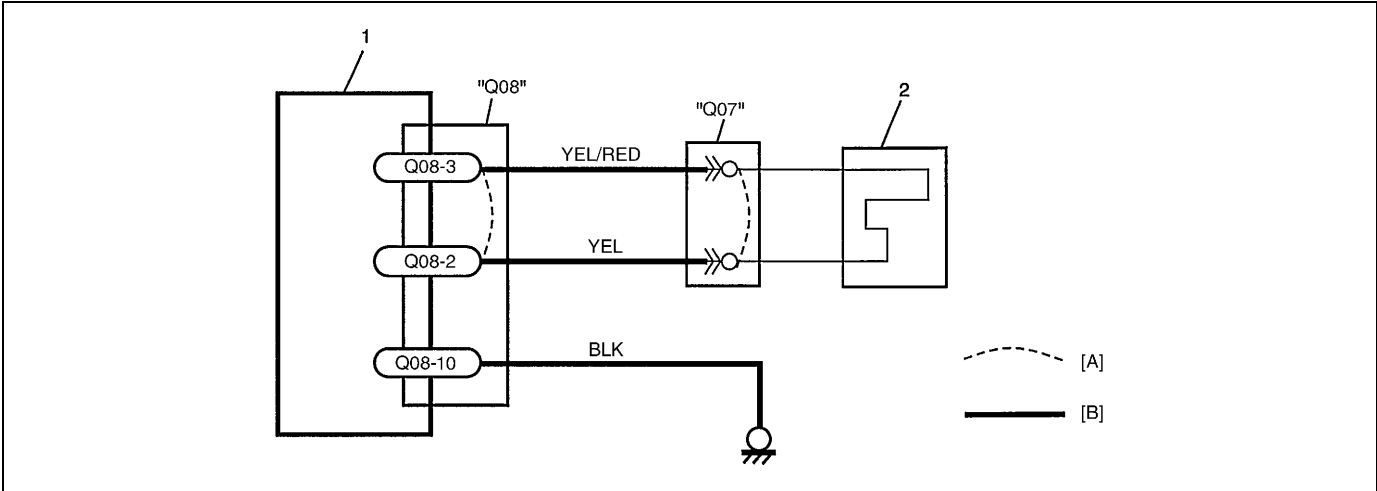 1
"Q08"
"Q07"
2
Q08-3
YEL/RED
Q08-2
YEL
Q08-10
BLK
[A]
[B]